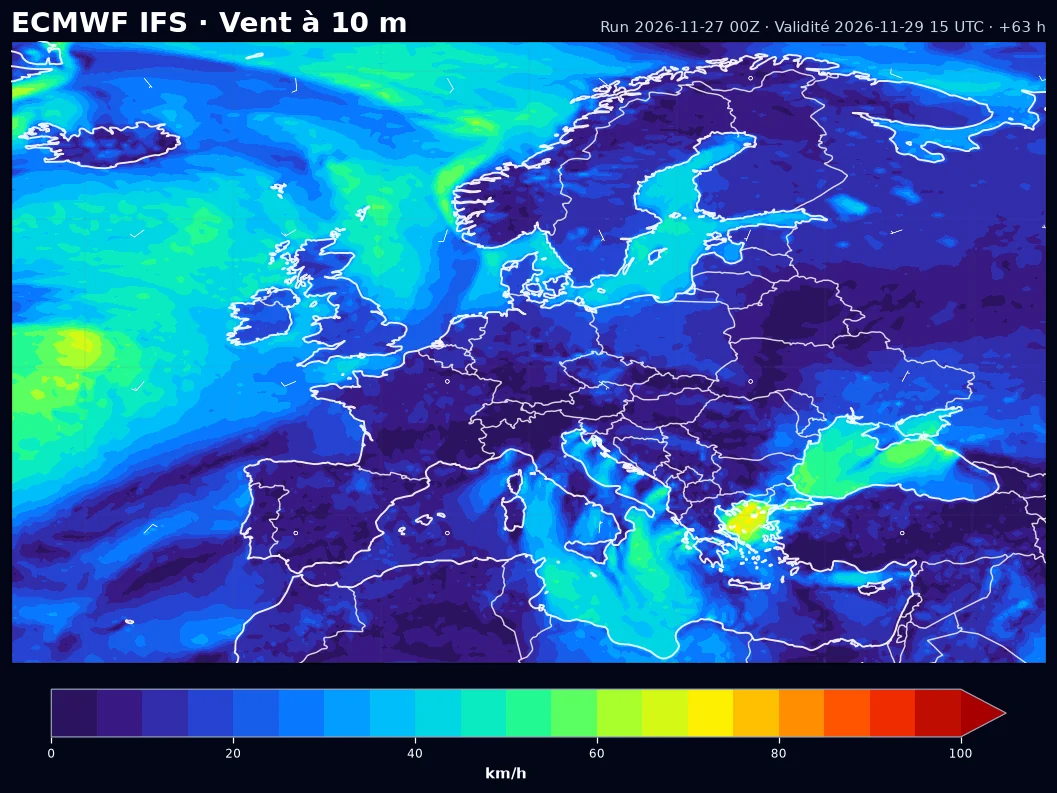 ECMWF IFS · Vent à 10 m
Run 2026-11-27 00Z · Validité 2026-11-29 15 UTC · +63 h
0 20 40 60 80 100
km/h